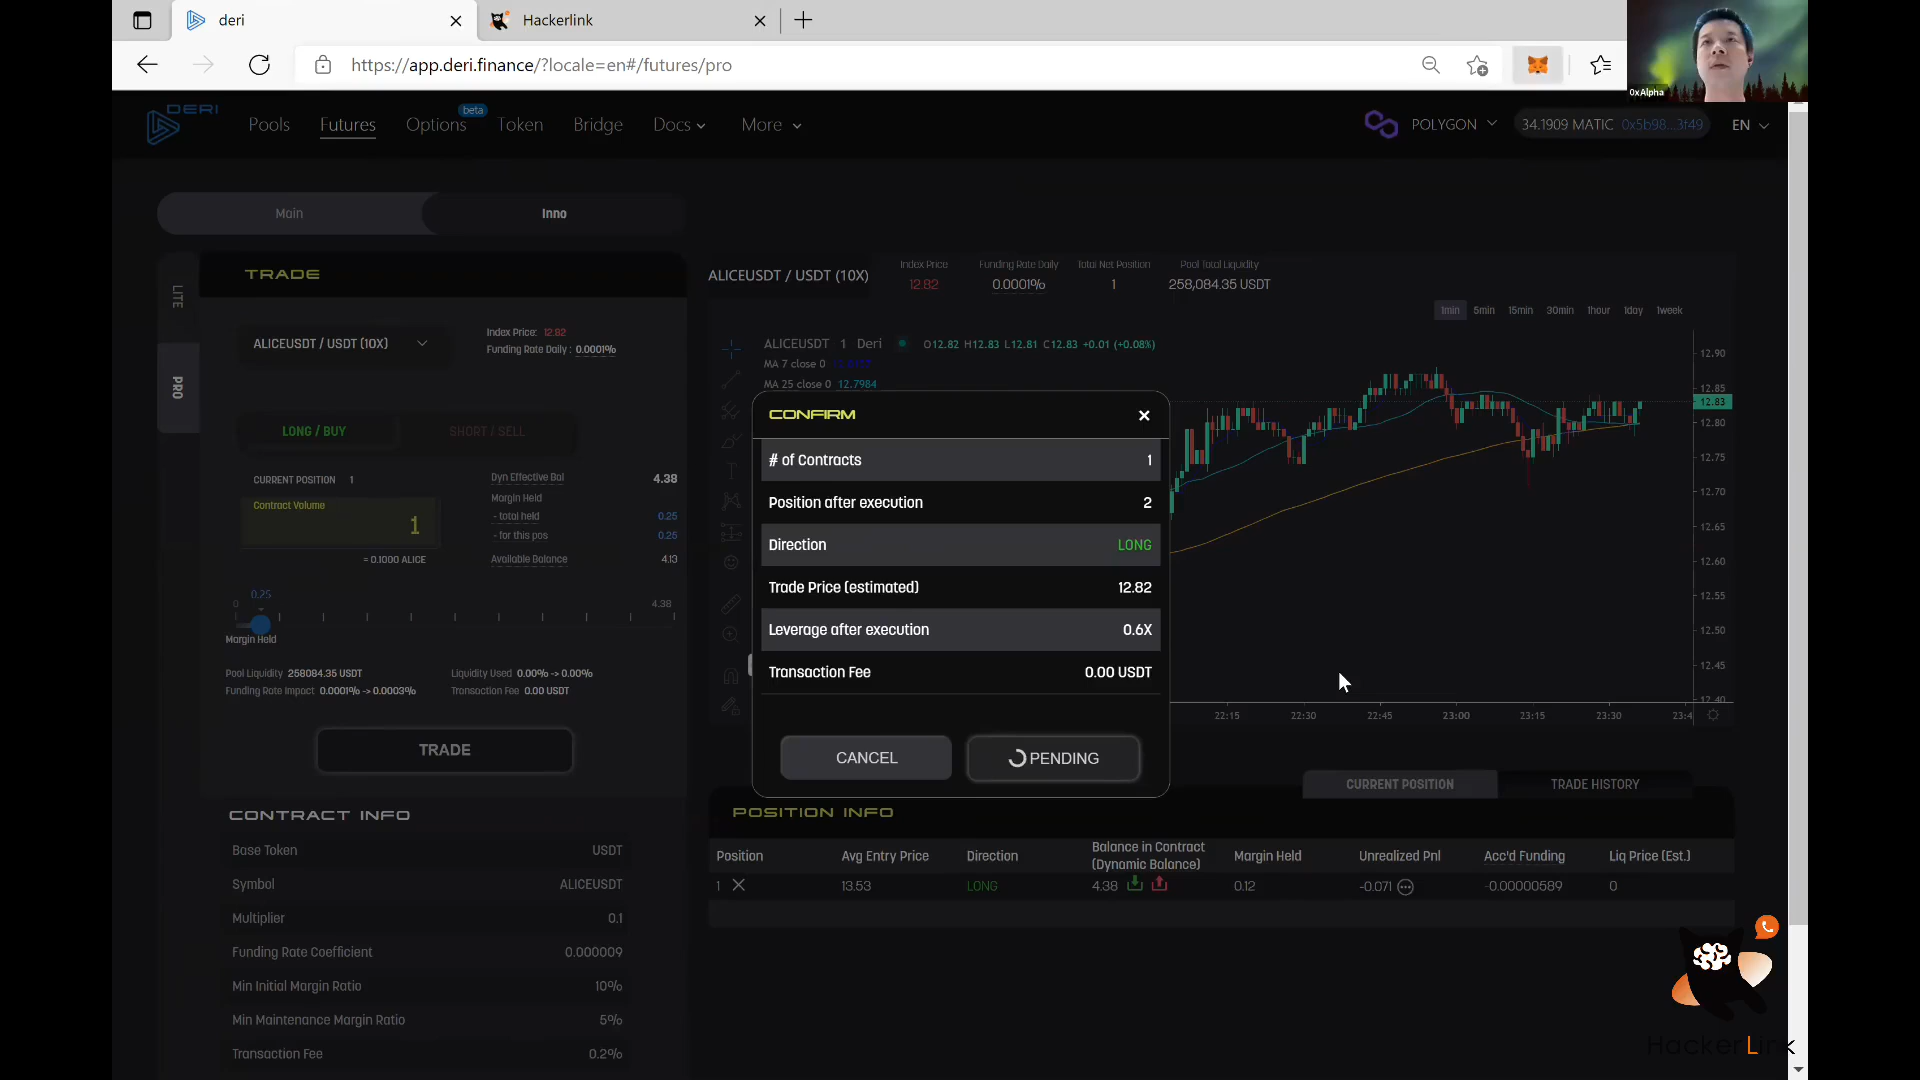 deri
Hackerlink
https://app.deri.finance/?locale=en#/futures/pro
0xAlpha
DERI
Pools
Futures
Options
beta
Token
Bridge
Docs
More
POLYGON
34.1909 MATIC 0x5b98...3f49
EN
Main
Inno
LITE
PRO
TRADE
ALICEUSDT / USDT (10X)
Index Price: 12.82
Funding Rate Daily : 0.0001%
LONG / BUY
SHORT / SELL
CURRENT POSITION 1
Contract Volume
1
= 0.1000 ALICE
Dyn Effective Bal 4.38
Margin Held
- total held 0.25
- for this pos 0.25
Available Balance 4.13
0.25
0
4.38
Margin Held
Pool Liquidity 258084.35 USDT
Liquidity Used 0.00% -> 0.00%
Funding Rate Impact 0.0001% -> 0.0003%
Transaction Fee 0.00 USDT
TRADE
CONTRACT INFO
Base Token USDT
Symbol ALICEUSDT
Multiplier 0.1
Funding Rate Coefficient 0.000009
Min Initial Margin Ratio 10%
Min Maintenance Margin Ratio 5%
Transaction Fee 0.2%
ALICEUSDT / USDT (10X)
Index Price
12.82
Funding Rate Daily
0.0001%
Total Net Position
1
Pool Total Liquidity
258,084.35 USDT
1min 5min 15min 30min 1hour 1day 1week
ALICEUSDT 1 Deri O12.82 H12.83 L12.81 C12.83 +0.01 (+0.08%)
MA 7 close 0
MA 25 close 0 12.7984
12.90
12.85
12.83
12.80
12.75
12.70
12.65
12.60
12.55
12.50
12.45
12.40
22:15 22:30 22:45 23:00 23:15 23:30 23:4
CONFIRM
# of Contracts 1
Position after execution 2
Direction LONG
Trade Price (estimated) 12.82
Leverage after execution 0.6X
Transaction Fee 0.00 USDT
CANCEL
PENDING
CURRENT POSITION
TRADE HISTORY
POSITION INFO
Position
Avg Entry Price
Direction
Balance in Contract
(Dynamic Balance)
Margin Held
Unrealized Pnl
Acc'd Funding
Liq Price (Est.)
1 13.53 LONG 4.38 0.12 -0.071 -0.00000589 0
HackerLink